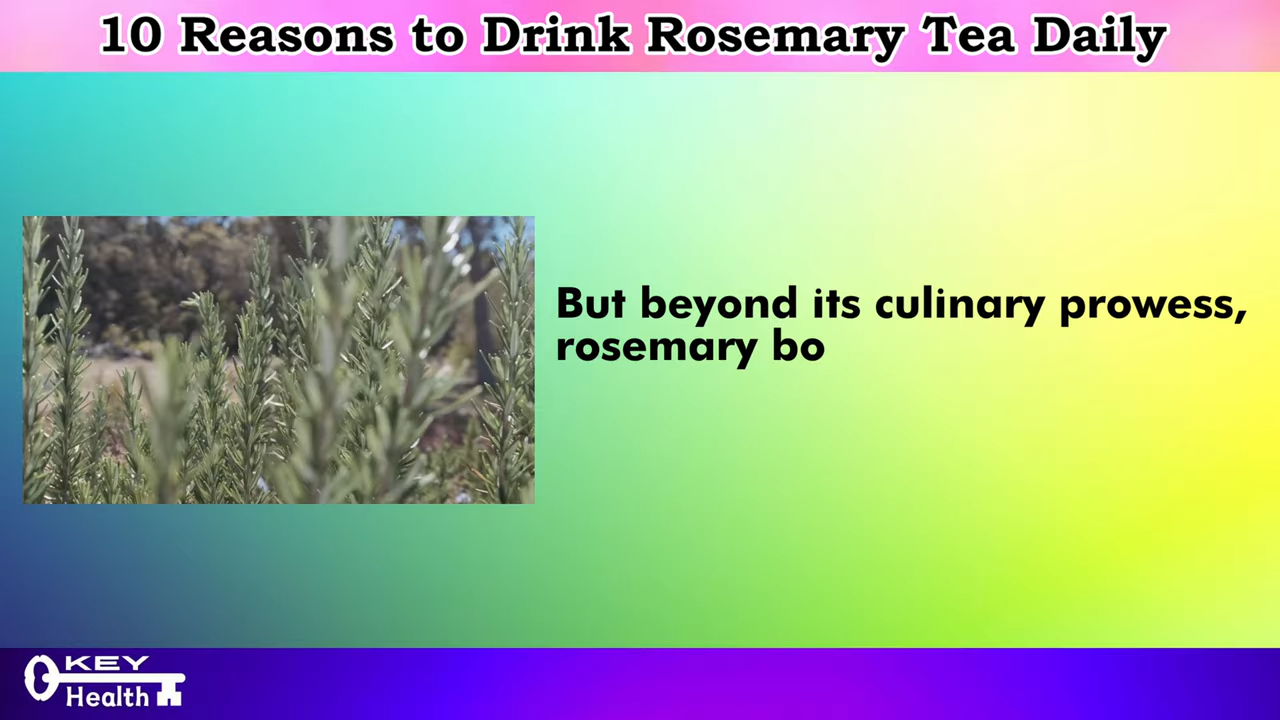 10 Reasons to Drink Rosemary Tea Daily
But beyond its culinary prowess,
rosemary bo
KEY
Health